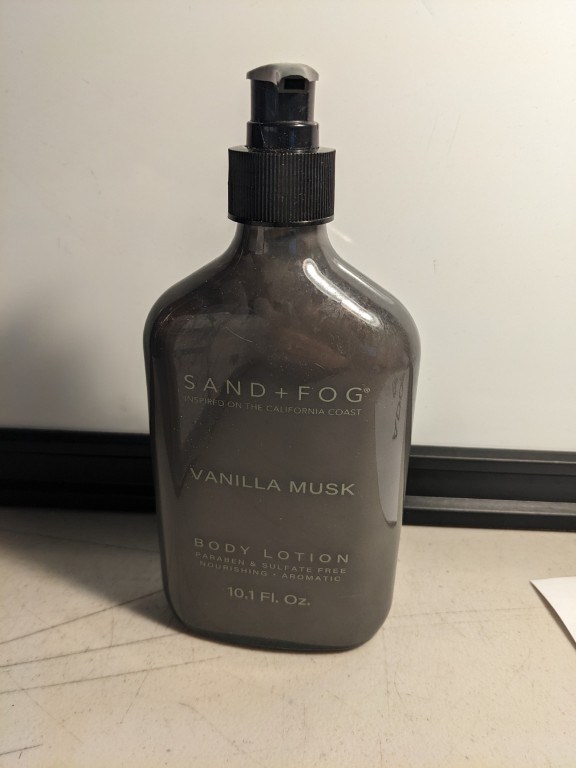 SAND + FOG®
INSPIRED ON THE CALIFORNIA COAST
VANILLA MUSK
BODY LOTION
PARABEN & SULFATE FREE
NOURISHING • AROMATIC
10.1 Fl. Oz.